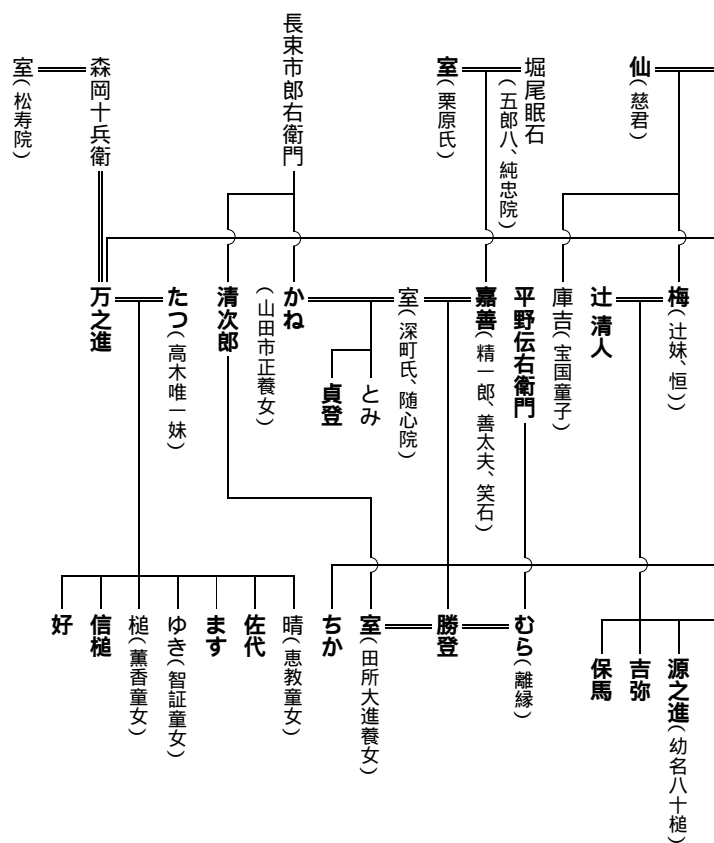 仙(慈君)
堀尾眠石(五郎八、純忠院)
室(栗原氏)
長束市郎右衛門
森岡十兵衛
室(松寿院)
梅(辻妹、恒))
辻 清人
庫吉(宝国童子)
平野伝右衛門
嘉善(精一郎、善太夫、笑石)
室(深町氏、随心院)
とみ
貞登
かね(山田市正養女)
清次郎
たつ(高木唯一妹)
万之進
源之進(幼名八十槌)
吉弥
保馬
むら(離縁)
勝登
室(田所大進養女)
ちか
晴(恵教童女)
佐代
ます
ゆき(智証童女)
槌(薫香童女)
信槌
好